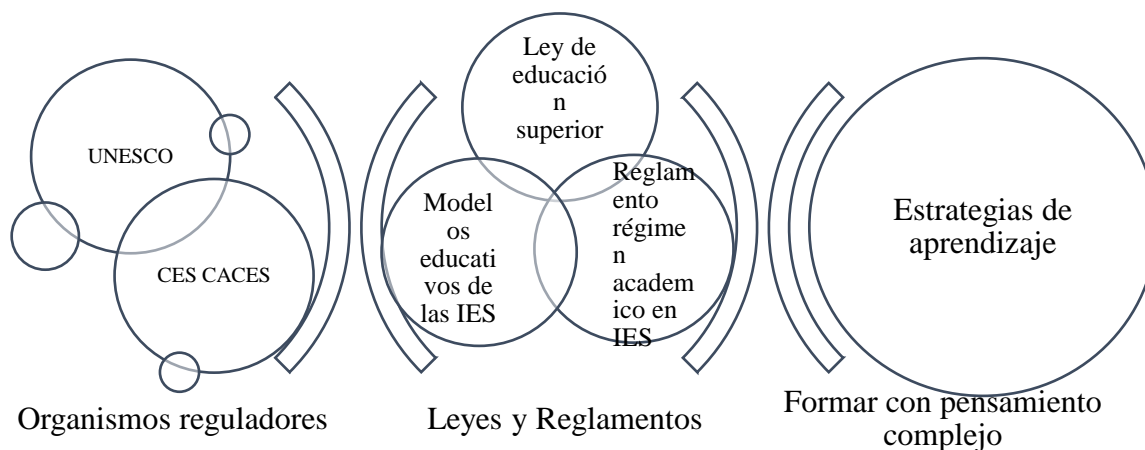 UNESCO
CES CACES
Organismos reguladores
Ley de
educació
n
superior
Model
os
educati
vos de
las IES
Reglam
ento
régime
n
academ
ico en
IES
Leyes y Reglamentos
Estrategias de
aprendizaje
Formar con pensamiento
complejo